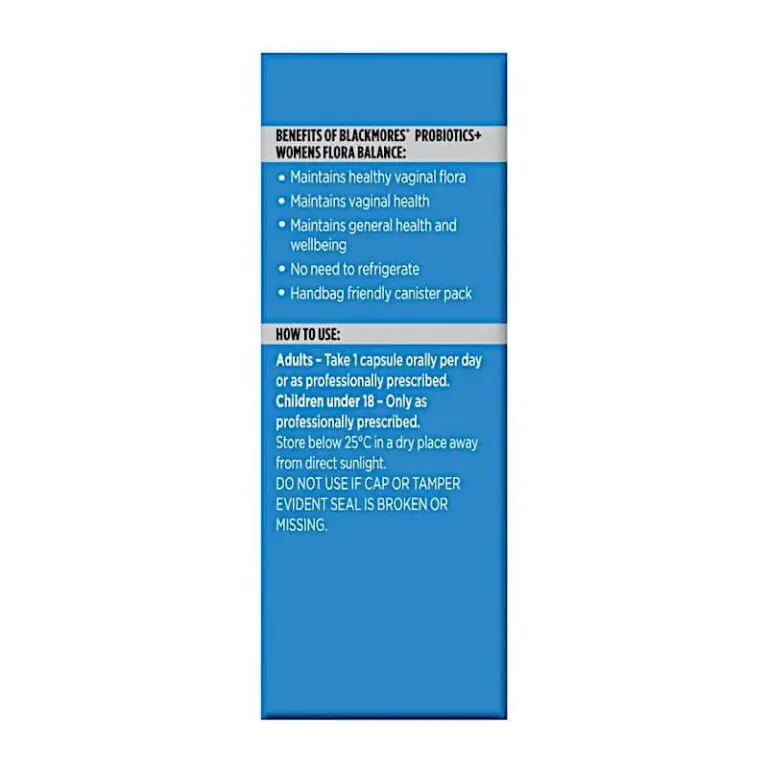 BENEFITS OF BLACKMORES® PROBIOTICS+
WOMENS FLORA BALANCE:
• Maintains healthy vaginal flora
• Maintains vaginal health
• Maintains general health and
wellbeing
• No need to refrigerate
• Handbag friendly canister pack
HOW TO USE:
Adults – Take 1 capsule orally per day
or as professionally prescribed.
Children under 18 – Only as
professionally prescribed.
Store below 25°C in a dry place away
from direct sunlight.
DO NOT USE IF CAP OR TAMPER
EVIDENT SEAL IS BROKEN OR
MISSING.